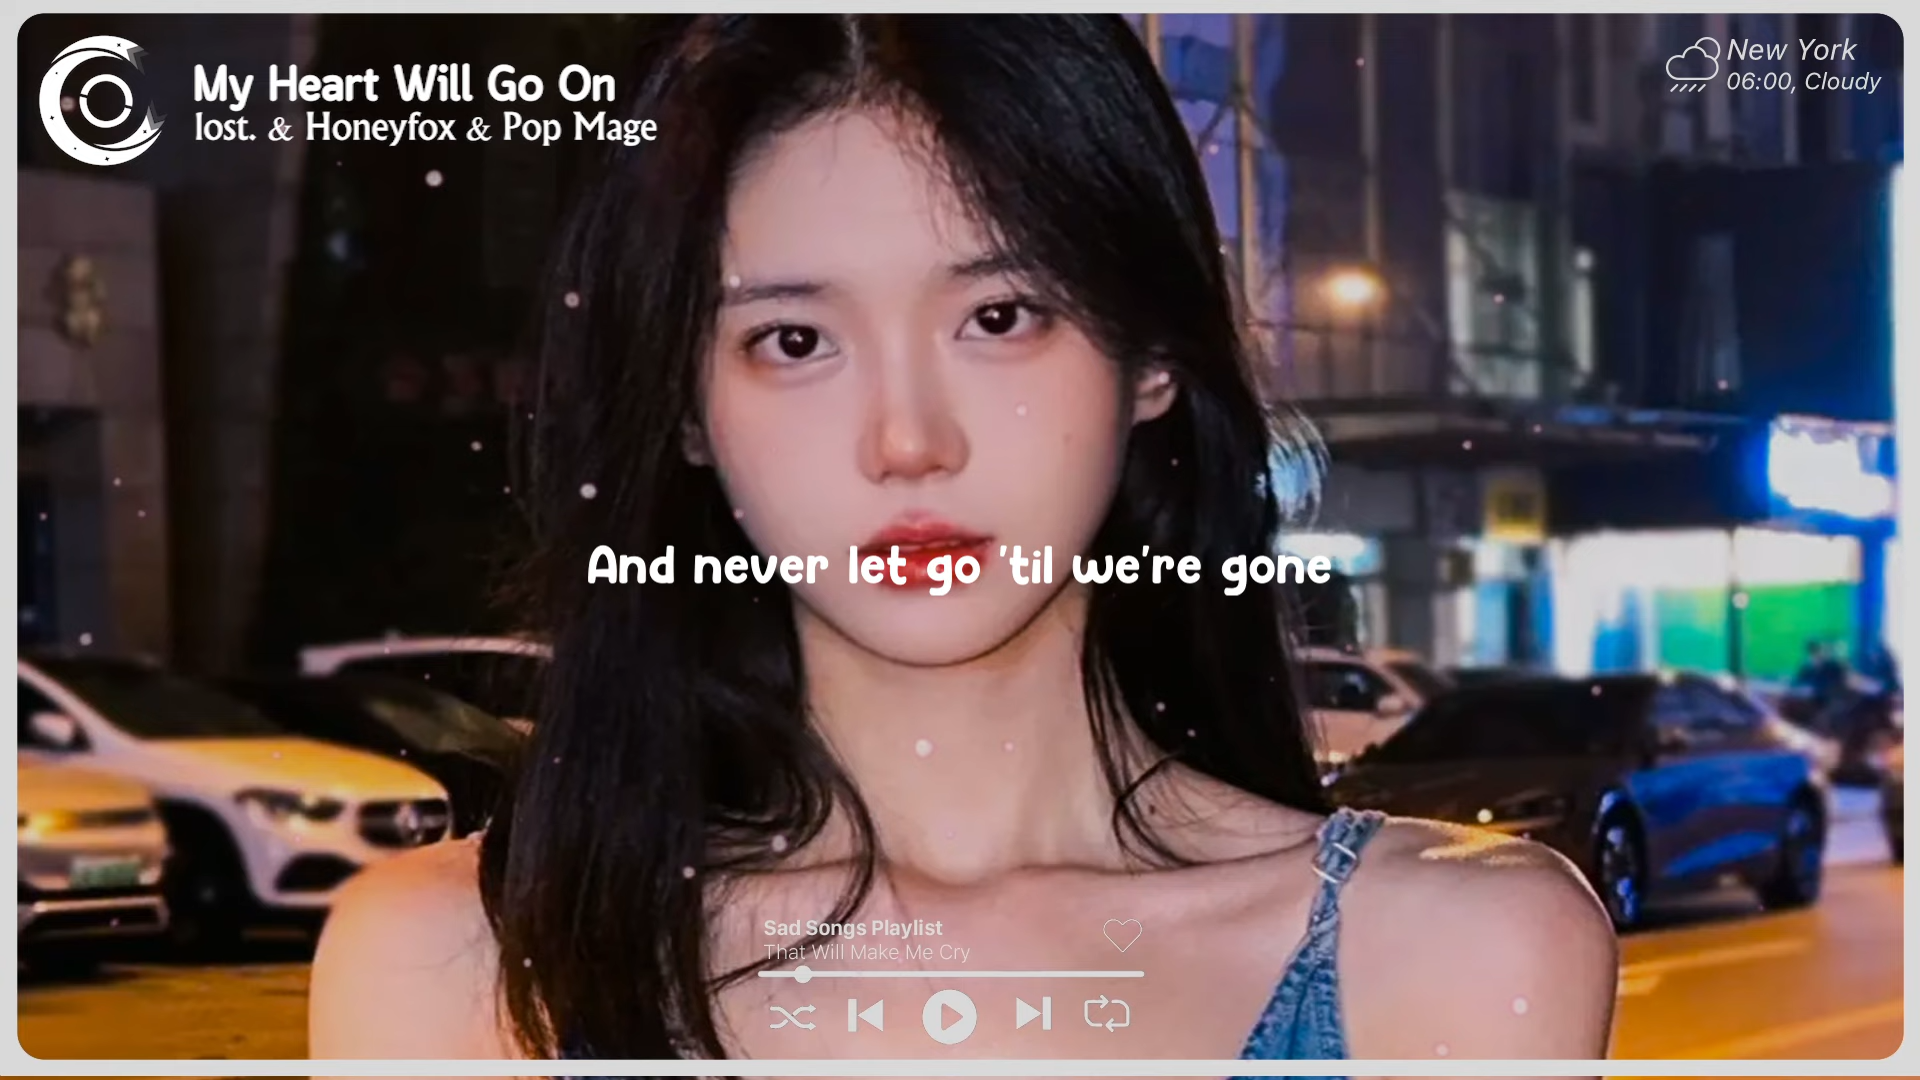 My Heart Will Go On
lost. & Honeyfox & Pop Mage
New York
06:00, Cloudy
And never let go 'til we're gone
Sad Songs Playlist
That Will Make Me Cry